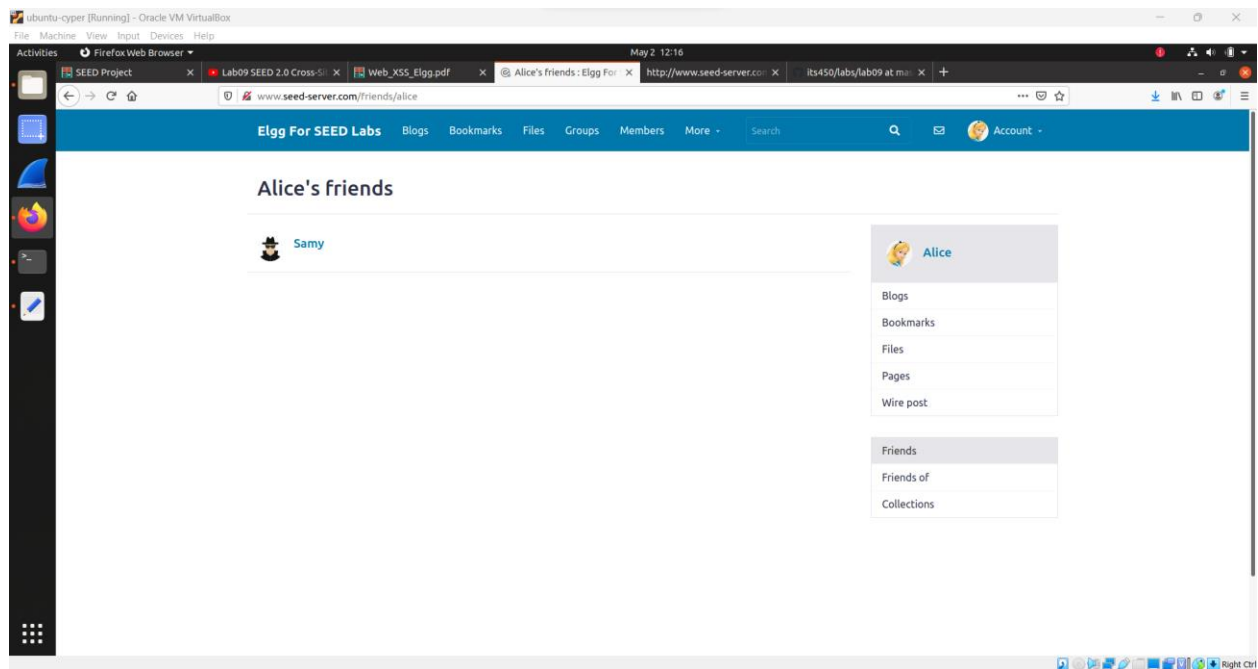 ubuntu-cyper [Running] - Oracle VM VirtualBox
File Machine View Input Devices Help
Activities Firefox Web Browser May 2 12:16
SEED Project Lab09 SEED 2.0 Cross-Sit Web_XSS_Elgg.pdf Alice's friends : Elgg For http://www.seed-server.com its450/labs/lab09 at mas
www.seed-server.com/friends/alice
Elgg For SEED Labs Blogs Bookmarks Files Groups Members More Search Account
Alice's friends
Samy
Alice
Blogs
Bookmarks
Files
Pages
Wire post
Friends
Friends of
Collections
Right Ctrl